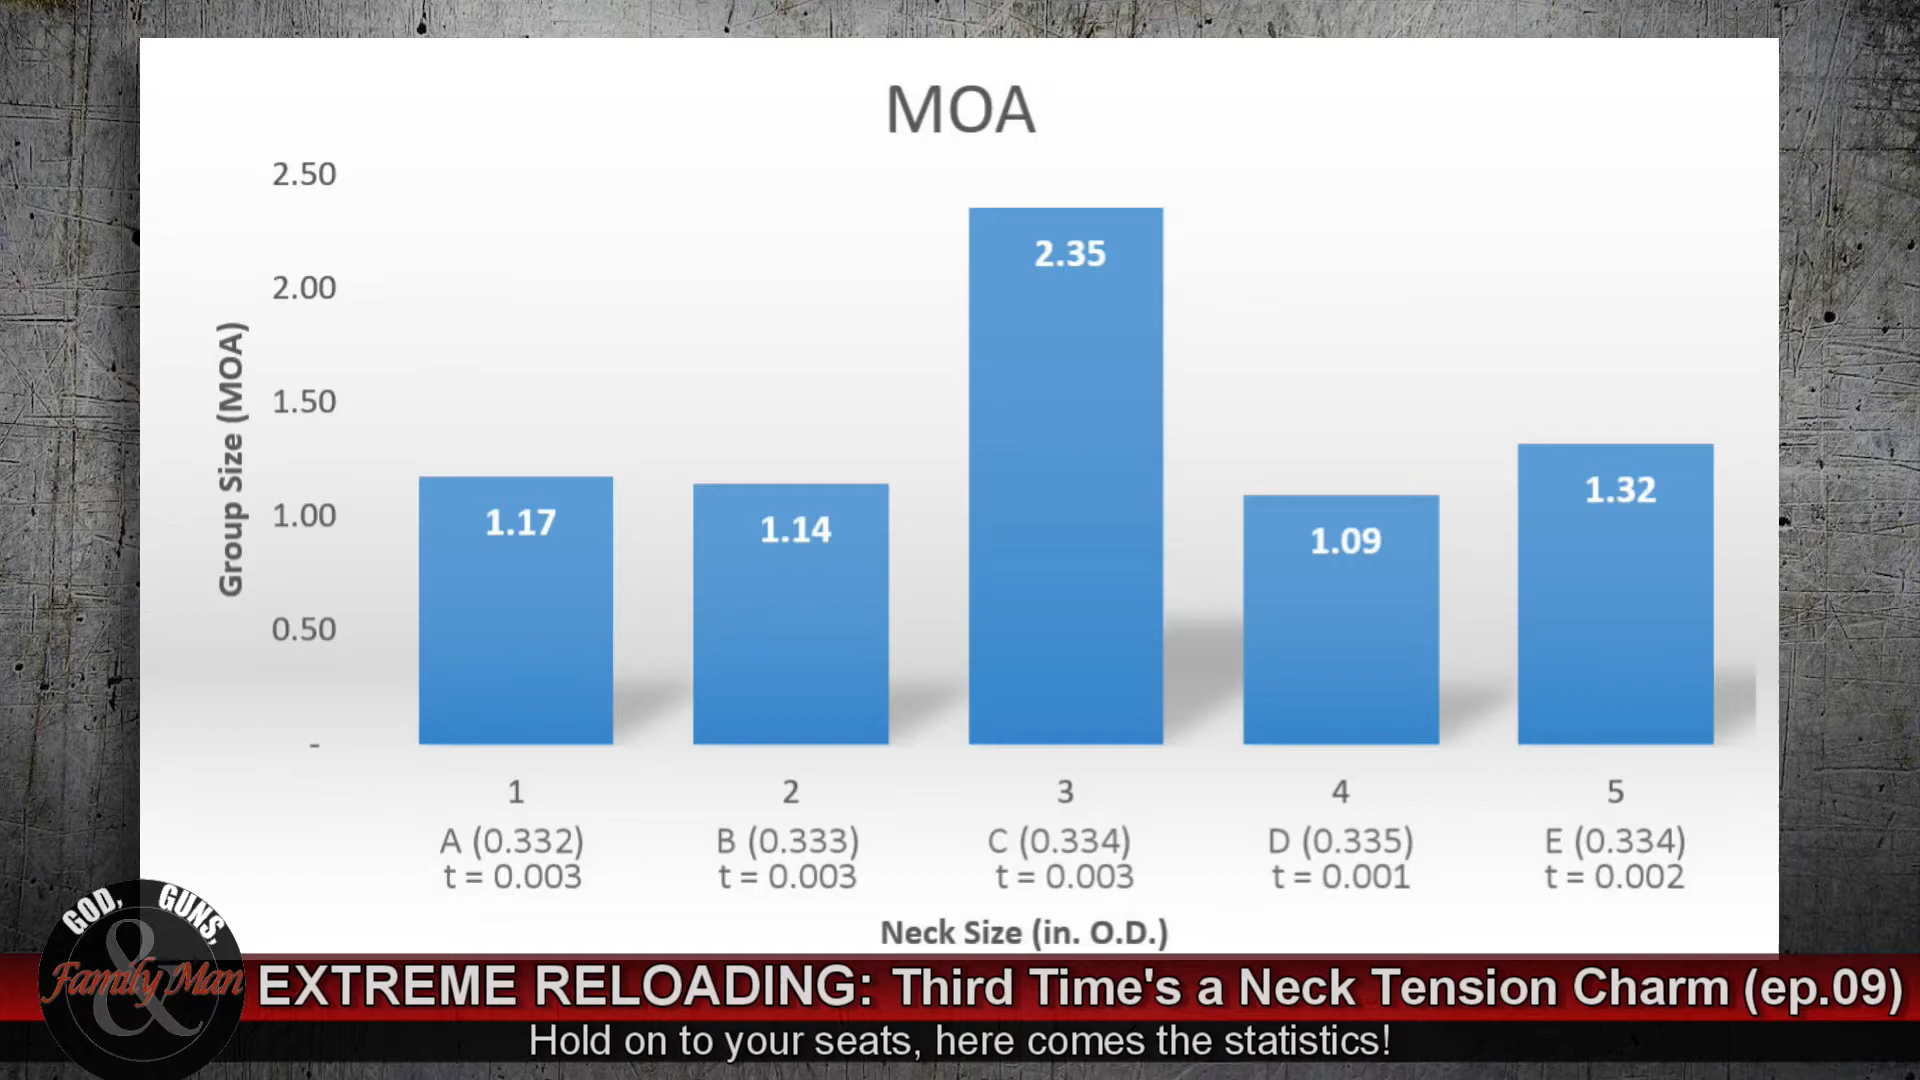 MOA
2.50
2.00
1.50
1.00
0.50
-
Group Size (MOA)
1.17
1.14
2.35
1.09
1.32
1 2 3 4 5
A (0.332) B (0.333) C (0.334) D (0.335) E (0.334)
t = 0.003 t = 0.003 t = 0.003 t = 0.001 t = 0.002
Neck Size (in. O.D.)
GOD, GUNS,
&
Family Man
EXTREME RELOADING: Third Time's a Neck Tension Charm (ep.09)
Hold on to your seats, here comes the statistics!